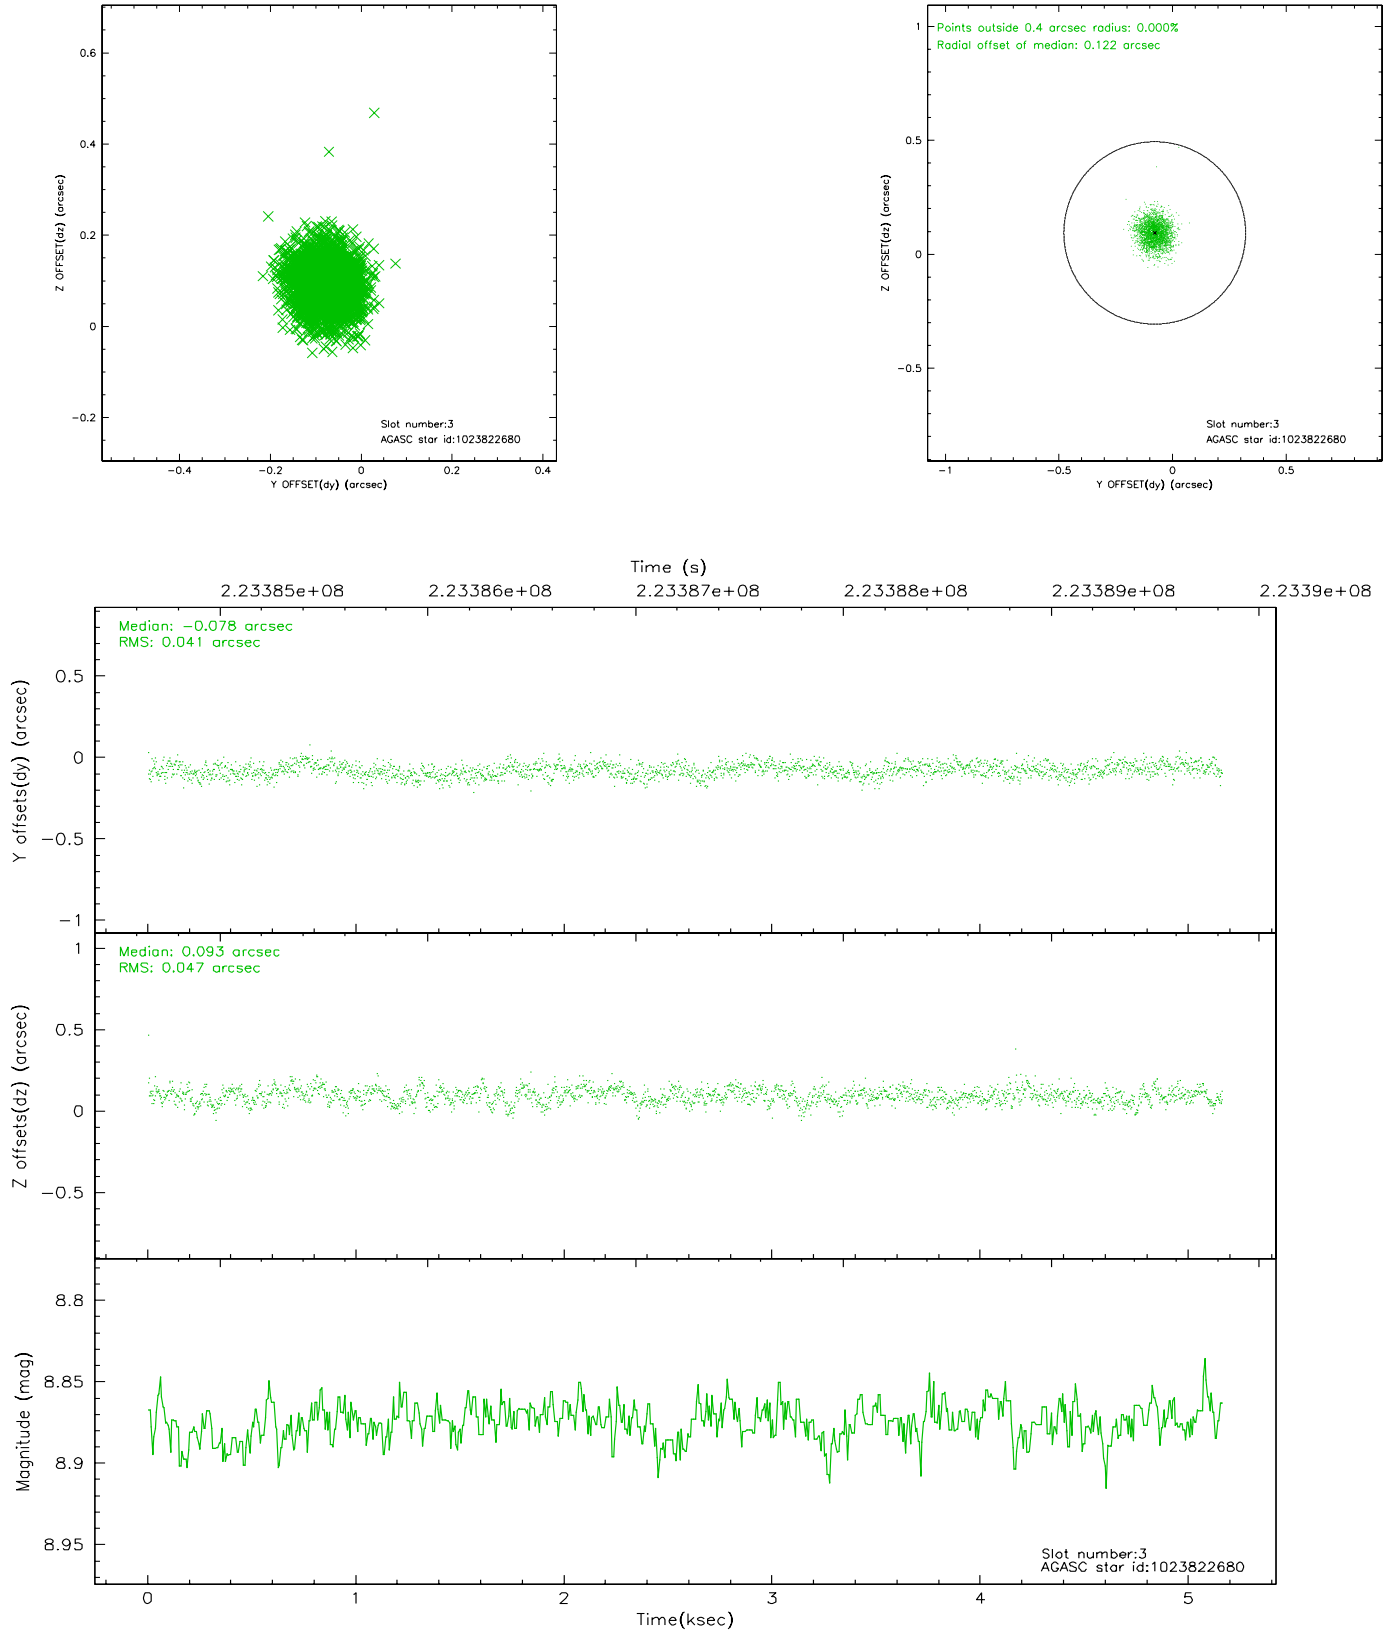 0.6
0.4
0.2
0
−0.2
Z OFFSET(dz) (arcsec)
Slot number:3
AGASC star id:1023822680
−0.4 −0.2 0 0.2 0.4
Y OFFSET(dy) (arcsec)
Points outside 0.4 arcsec radius: 0.000%
Radial offset of median: 0.122 arcsec
1
0.5
0
−0.5
Z OFFSET(dz) (arcsec)
Slot number:3
AGASC star id:1023822680
−1 −0.5 0 0.5
Y OFFSET(dy) (arcsec)
Time (s)
2.23385e+08 2.23386e+08 2.23387e+08 2.23388e+08 2.23389e+08 2.2339e+08
Median: −0.078 arcsec
RMS: 0.041 arcsec
0.5
0
−0.5
−1
Y offsets(dy) (arcsec)
Median: 0.093 arcsec
RMS: 0.047 arcsec
1
0.5
0
−0.5
Z offsets(dz) (arcsec)
8.8
8.85
8.9
8.95
Magnitude (mag)
Slot number:3
AGASC star id:1023822680
0 1 2 3 4 5
Time(ksec)